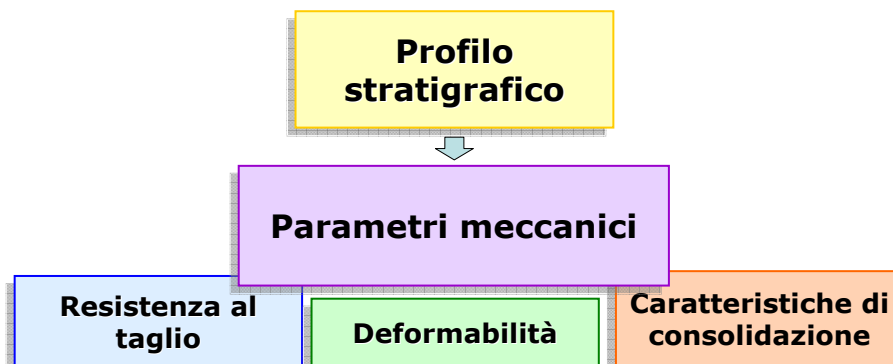 Profilo
stratigrafico
Parametri meccanici
Resistenza al
taglio
Deformabilità
Caratteristiche di
consolidazione